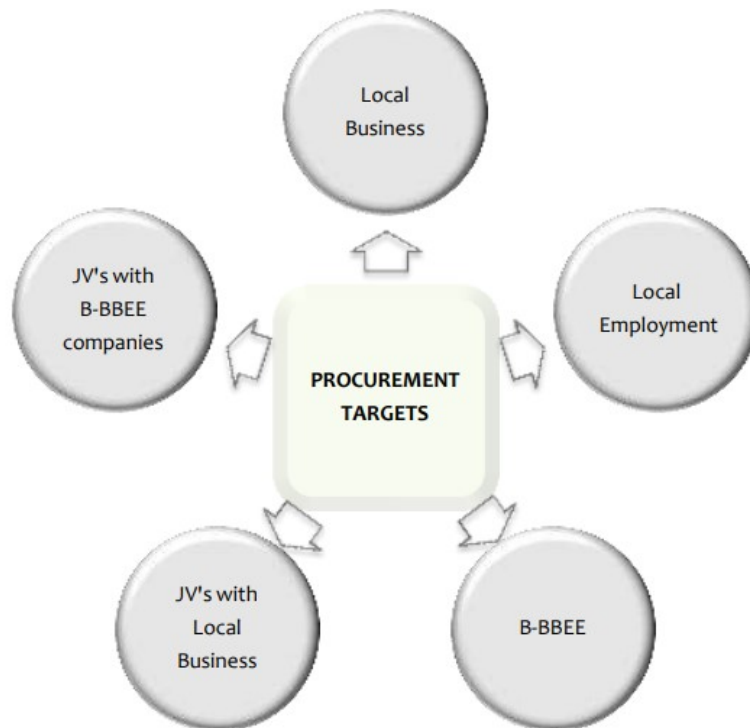 Local
Business
JV's with
B-BBEE
companies
Local
Employment
PROCUREMENT
TARGETS
JV's with
Local
Business
B-BBEE